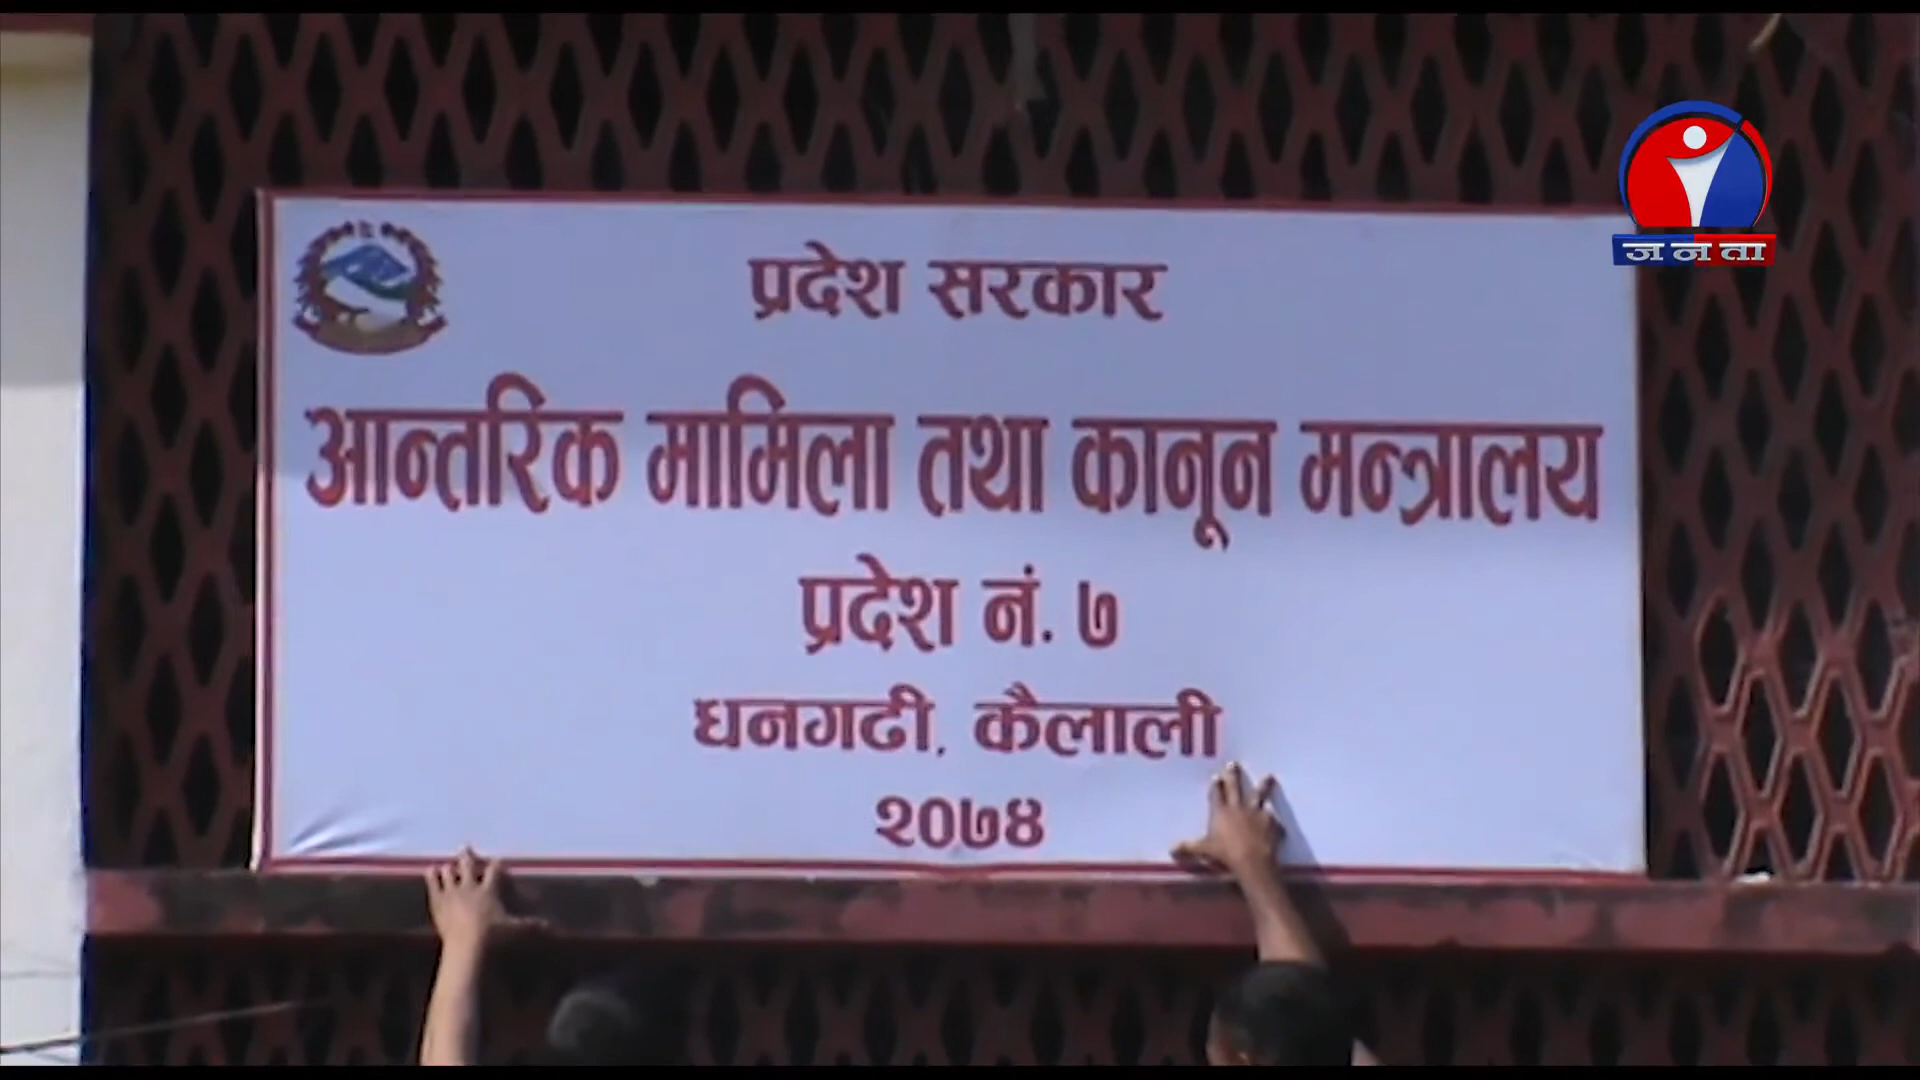 जनता
प्रदेश सरकार
आन्तरिक मामिला तथा कानून मन्त्रालय
प्रदेश नं. ७
धनगढी, कैलाली
२०७४